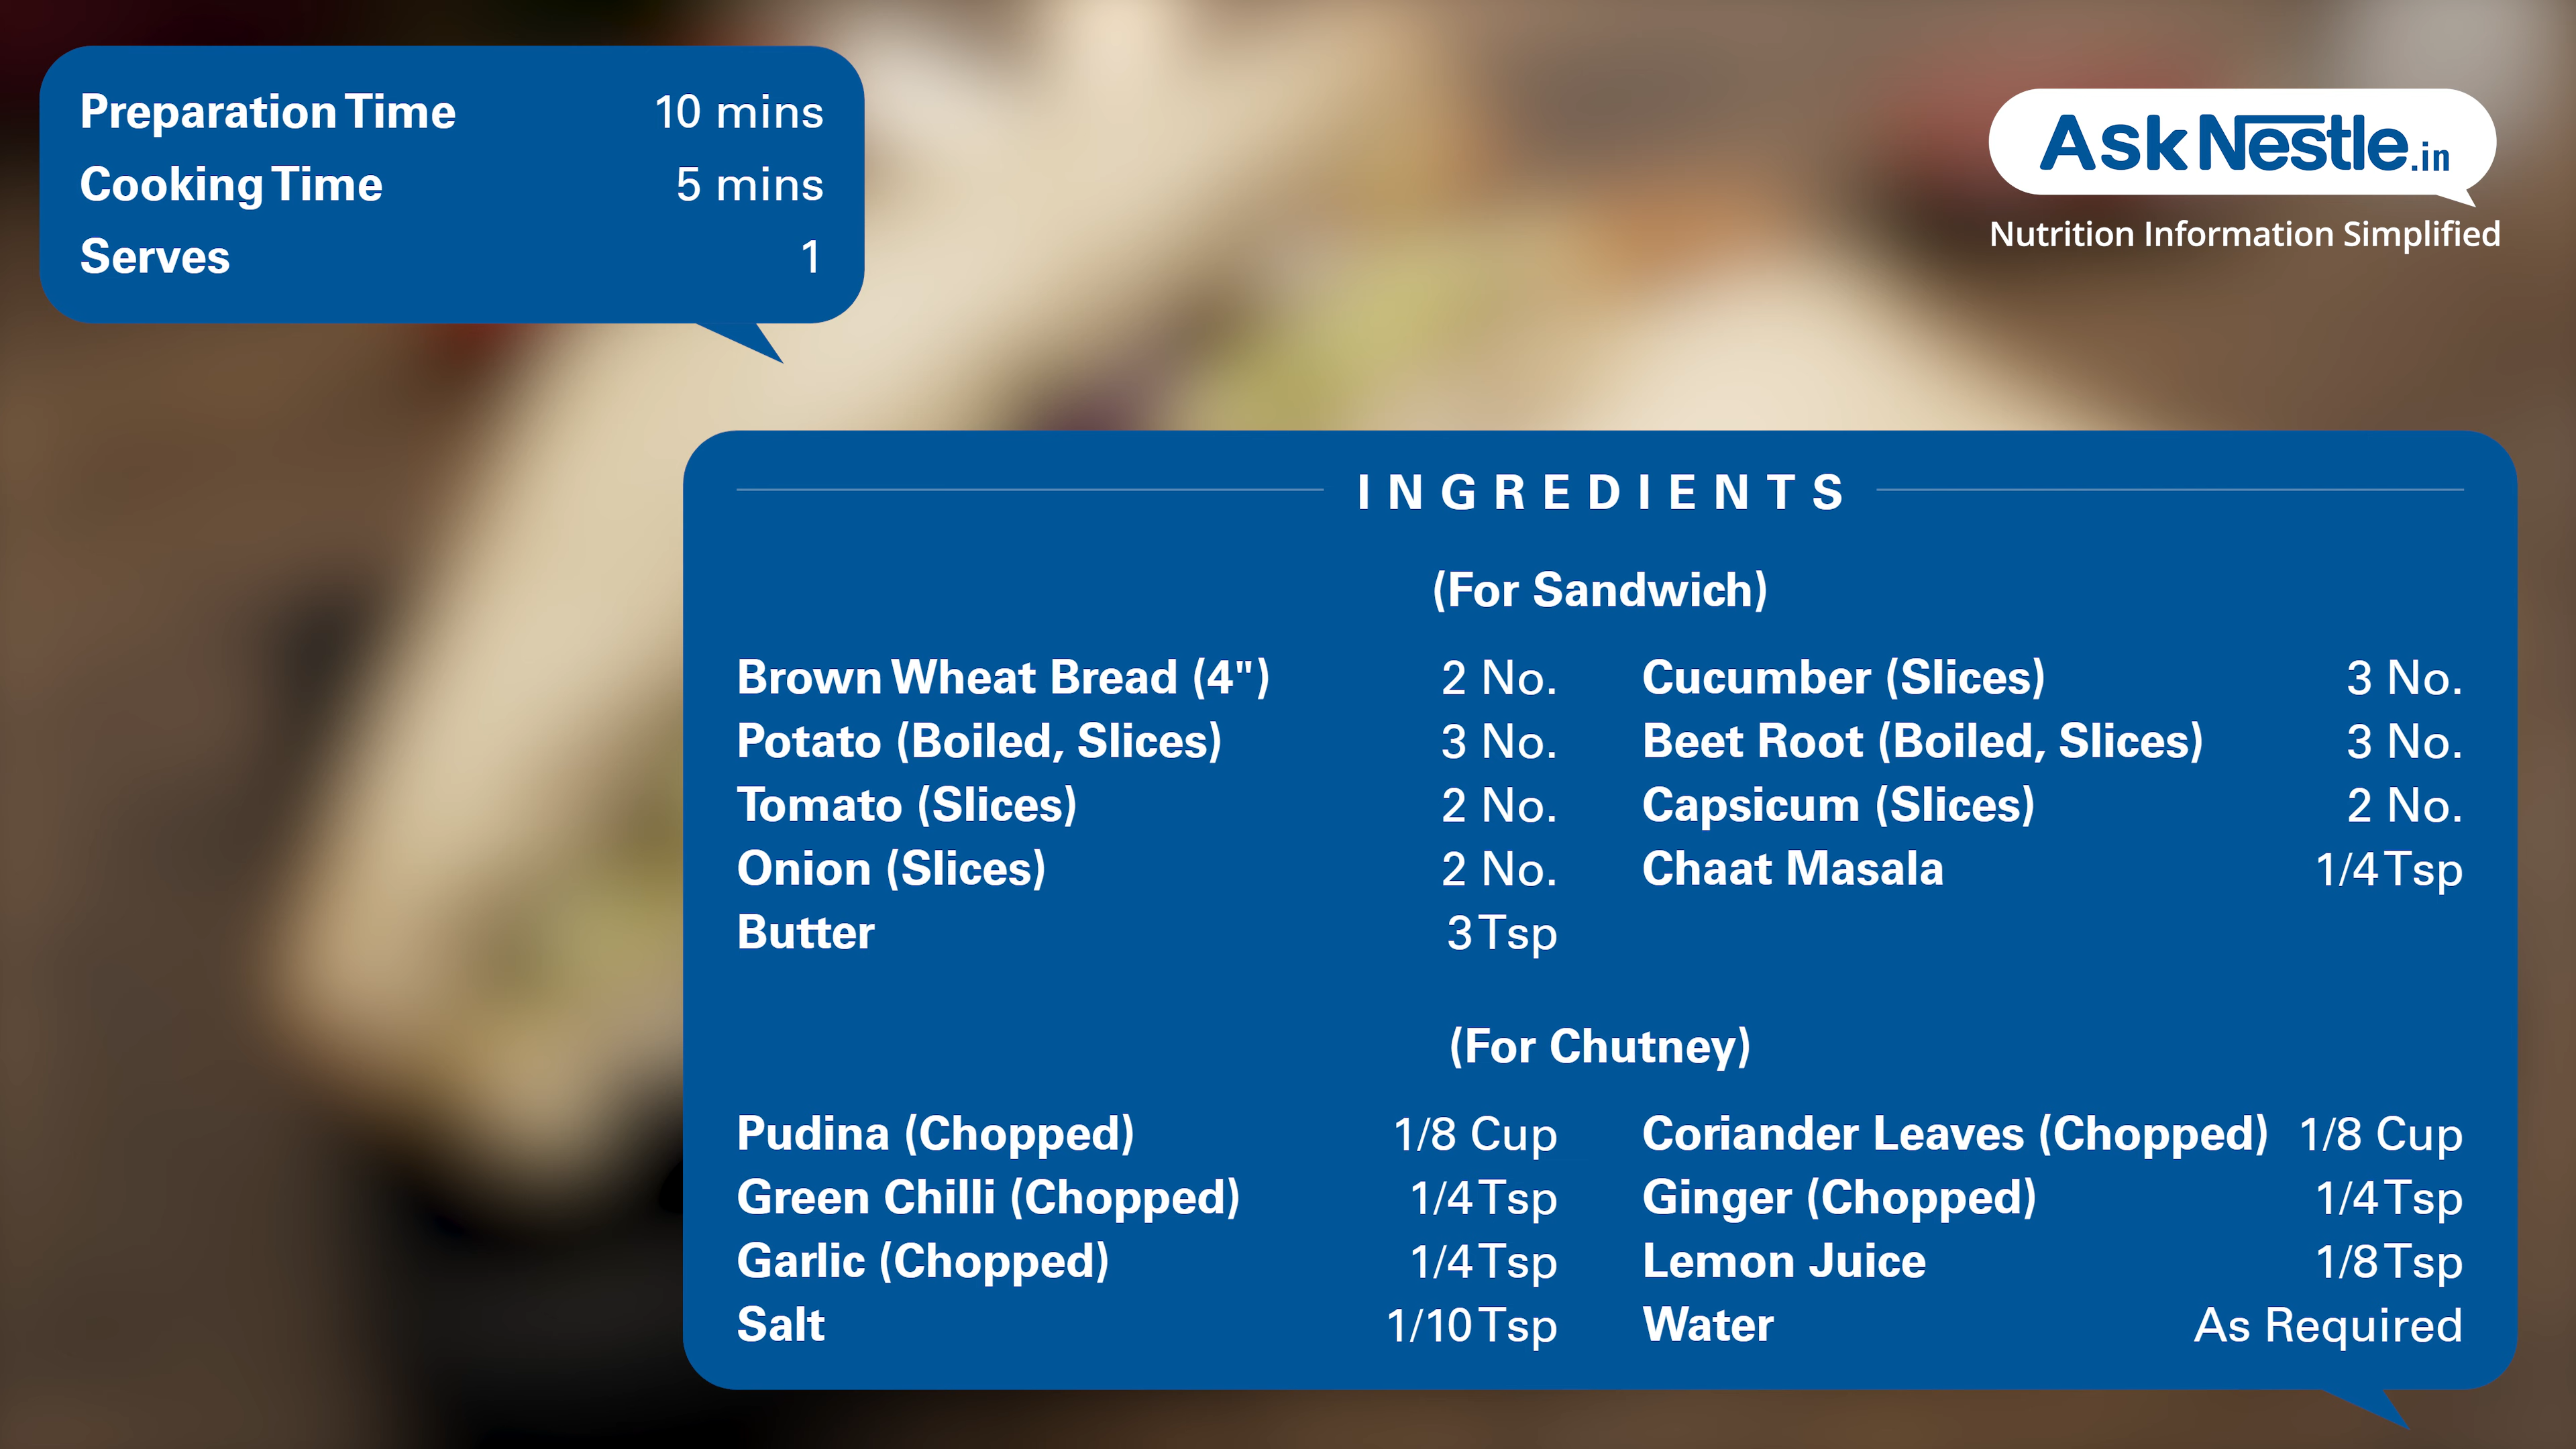 Preparation Time 10 mins
Cooking Time 5 mins
Serves 1
AskNestle.in
Nutrition Information Simplified
INGREDIENTS
(For Sandwich)
Brown Wheat Bread (4") 2 No. Cucumber (Slices) 3 No.
Potato (Boiled, Slices) 3 No. Beet Root (Boiled, Slices) 3 No.
Tomato (Slices) 2 No. Capsicum (Slices) 2 No.
Onion (Slices) 2 No. Chaat Masala 1/4 Tsp
Butter 3 Tsp
(For Chutney)
Pudina (Chopped) 1/8 Cup Coriander Leaves (Chopped) 1/8 Cup
Green Chilli (Chopped) 1/4 Tsp Ginger (Chopped) 1/4 Tsp
Garlic (Chopped) 1/4 Tsp Lemon Juice 1/8 Tsp
Salt 1/10 Tsp Water As Required